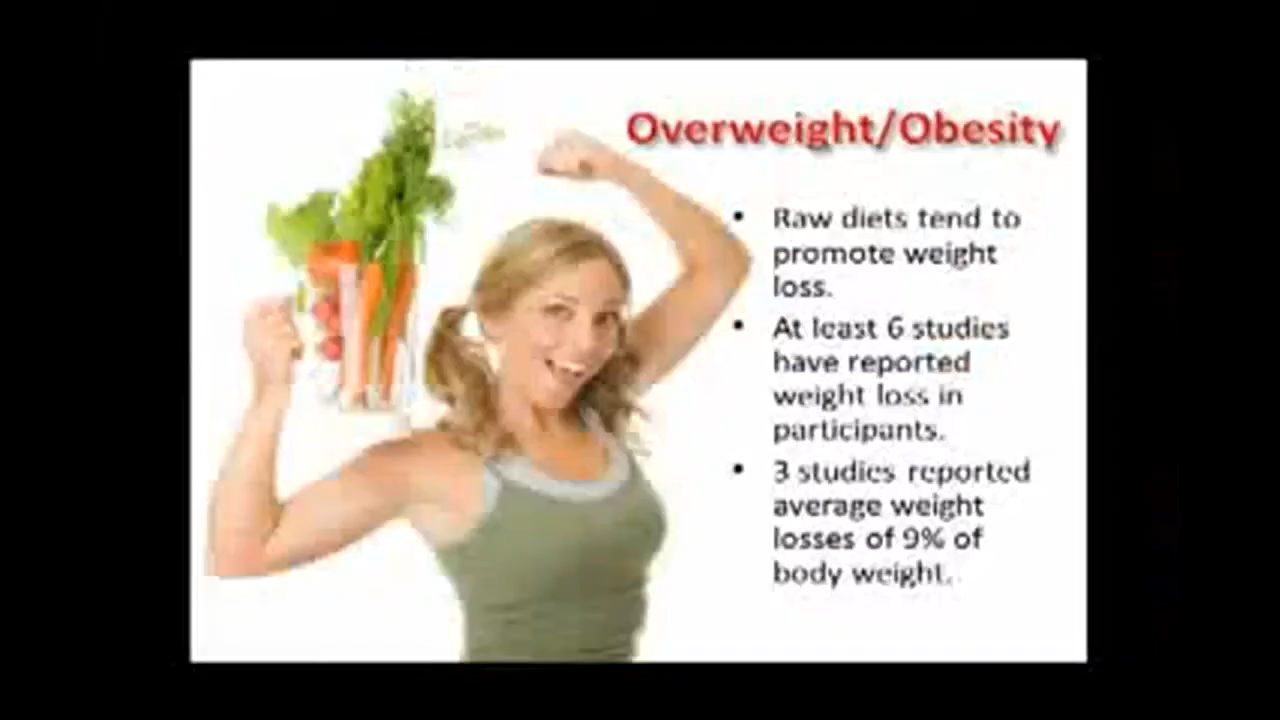 Overweight/Obesity
• Raw diets tend to
promote weight
loss.
• At least 6 studies
have reported
weight loss in
participants.
• 3 studies reported
average weight
losses of 9% of
body weight.